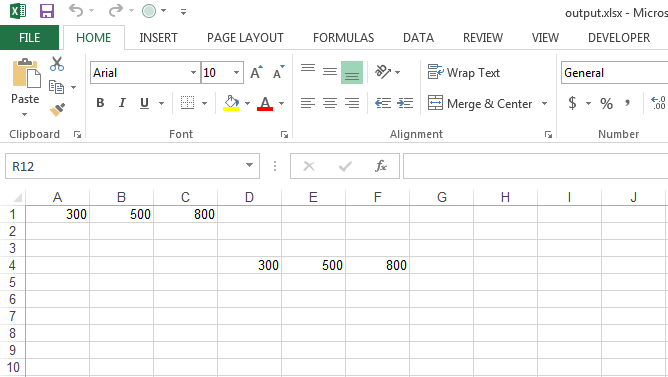 output.xlsx - Micros
FILE HOME INSERT PAGE LAYOUT FORMULAS DATA REVIEW VIEW DEVELOPER
Arial 10 A A Wrap Text General
Paste B I U A Merge & Center $ % , ←.0 .00
Clipboard Font Alignment Number
R12 fx
A B C D E F G H I J
1 300 500 800
2
3
4 300 500 800
5
6
7
8
9
10